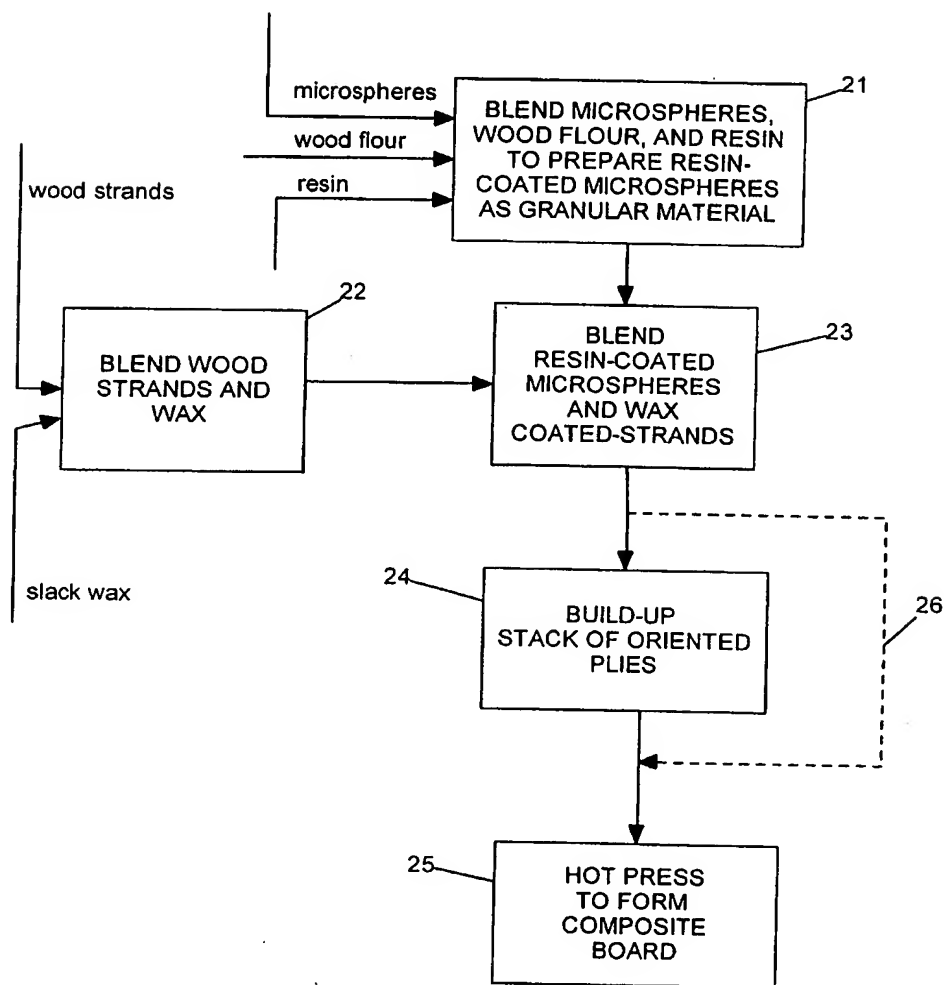 microspheres
wood flour
resin
21
BLEND MICROSPHERES,
WOOD FLOUR, AND RESIN
TO PREPARE RESIN-
COATED MICROSPHERES
AS GRANULAR MATERIAL
wood strands
22
BLEND WOOD
STRANDS AND
WAX
23
BLEND
RESIN-COATED
MICROSPHERES
AND WAX
COATED-STRANDS
slack wax
24
BUILD-UP
STACK OF ORIENTED
PLIES
26
25
HOT PRESS
TO FORM
COMPOSITE
BOARD